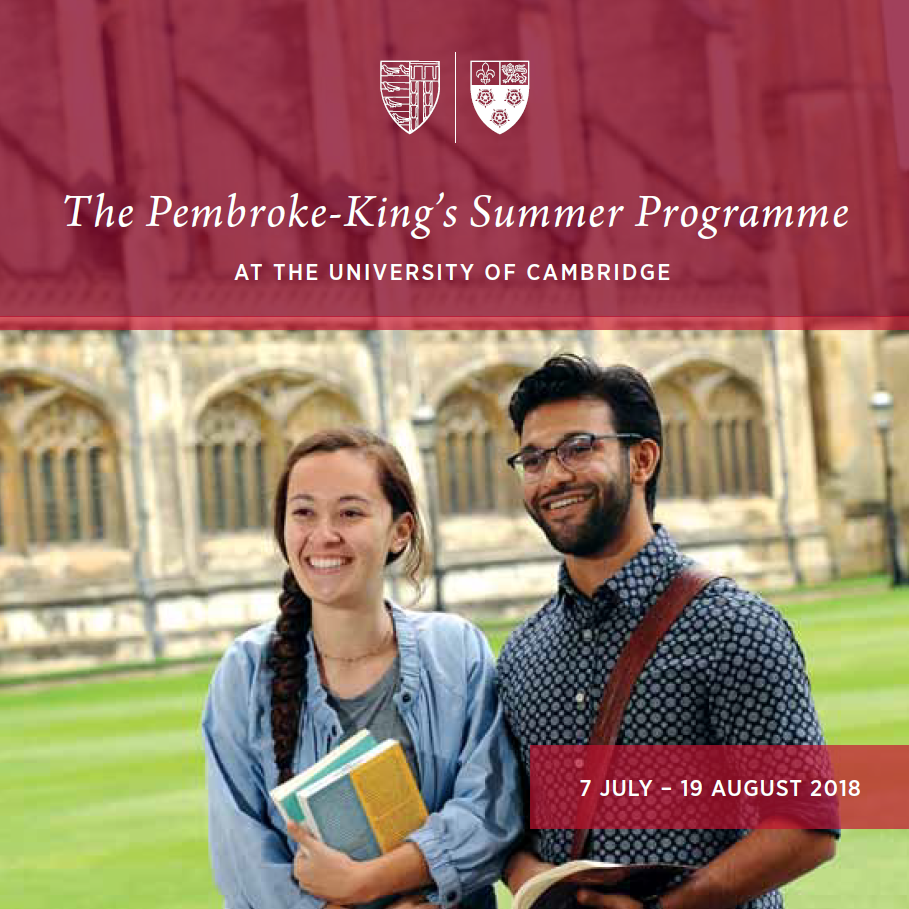 The Pembroke-King’s Summer Programme
AT THE UNIVERSITY OF CAMBRIDGE
7 JULY – 19 AUGUST 2018